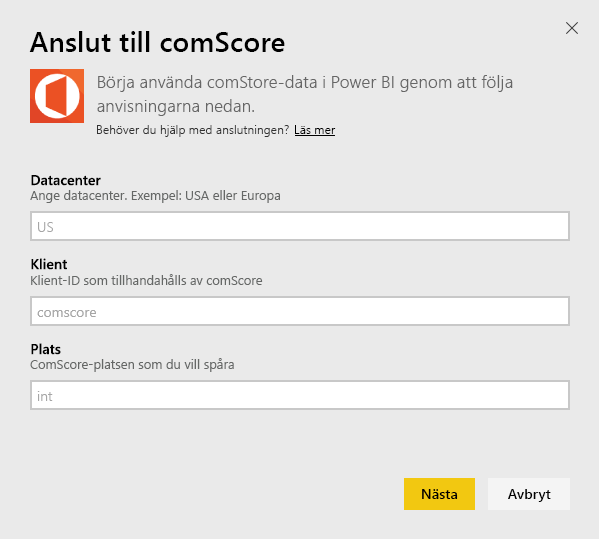 Anslut till comScore
Börja använda comStore-data i Power BI genom att följa
anvisningarna nedan.
Behöver du hjälp med anslutningen? Läs mer
Datacenter
Ange datacenter. Exempel: USA eller Europa
US
Klient
Klient-ID som tillhandahålls av comScore
comscore
Plats
ComScore-platsen som du vill spåra
int
Nästa
Avbryt